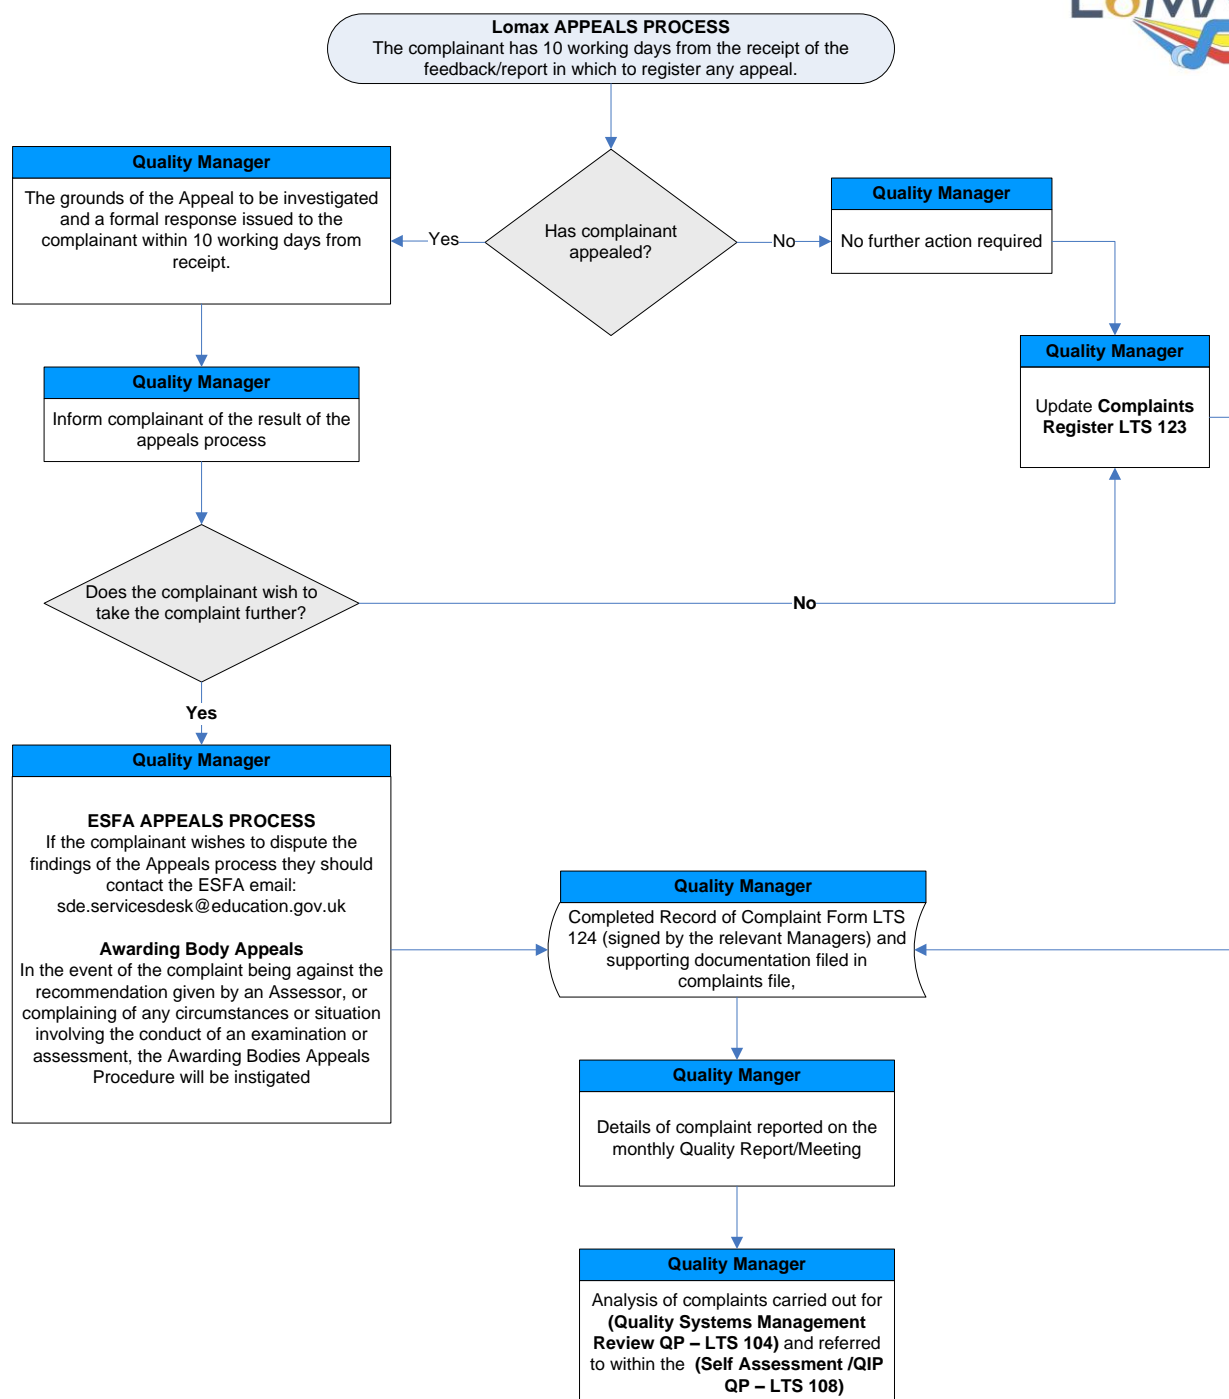 Lomax APPEALS PROCESS
The complainant has 10 working days from the receipt of the
feedback/report in which to register any appeal.
Quality Manager
The grounds of the Appeal to be investigated
and a formal response issued to the
complainant within 10 working days from
receipt.
Yes
Has complainant
appealed?
No
Quality Manager
No further action required
Quality Manager
Update Complaints
Register LTS 123
Quality Manager
Inform complainant of the result of the
appeals process
Does the complainant wish to
take the complaint further?
No
Yes
Quality Manager
ESFA APPEALS PROCESS
If the complainant wishes to dispute the
findings of the Appeals process they should
contact the ESFA email:
sde.servicesdesk@education.gov.uk
Awarding Body Appeals
In the event of the complaint being against the
recommendation given by an Assessor, or
complaining of any circumstances or situation
involving the conduct of an examination or
assessment, the Awarding Bodies Appeals
Procedure will be instigated
Quality Manager
Completed Record of Complaint Form LTS
124 (signed by the relevant Managers) and
supporting documentation filed in
complaints file,
Quality Manger
Details of complaint reported on the
monthly Quality Report/Meeting
Quality Manager
Analysis of complaints carried out for
(Quality Systems Management
Review QP – LTS 104) and referred
to within the (Self Assessment /QIP
QP – LTS 108)